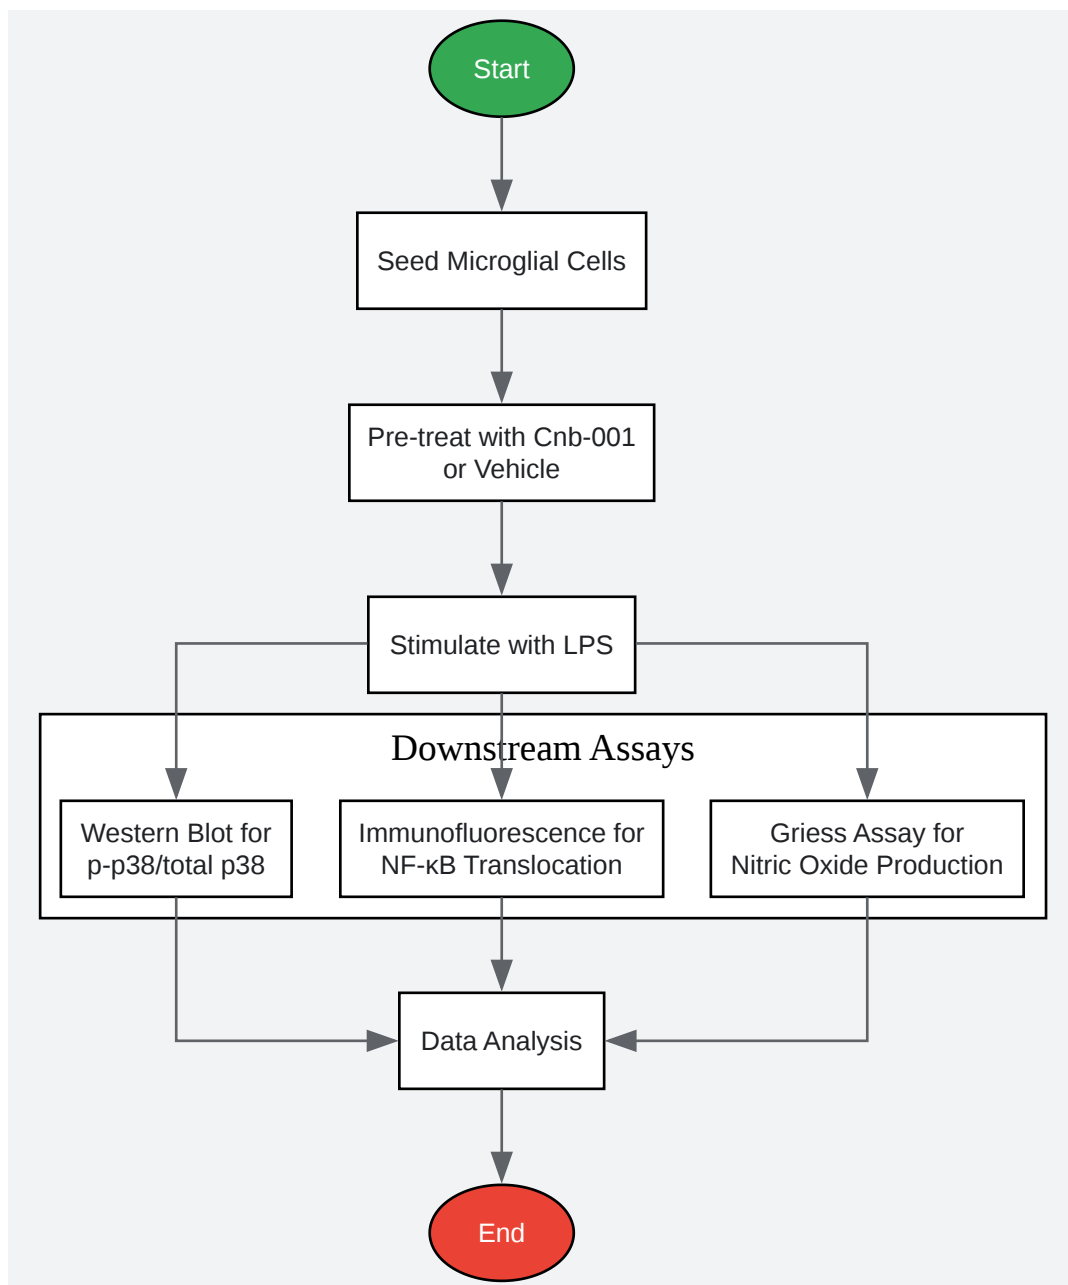 Start
Seed Microglial Cells
Pre-treat with Cnb-001
or Vehicle
Stimulate with LPS
Downstream Assays
Western Blot for
p-p38/total p38
Immunofluorescence for
NF-κB Translocation
Griess Assay for
Nitric Oxide Production
Data Analysis
End